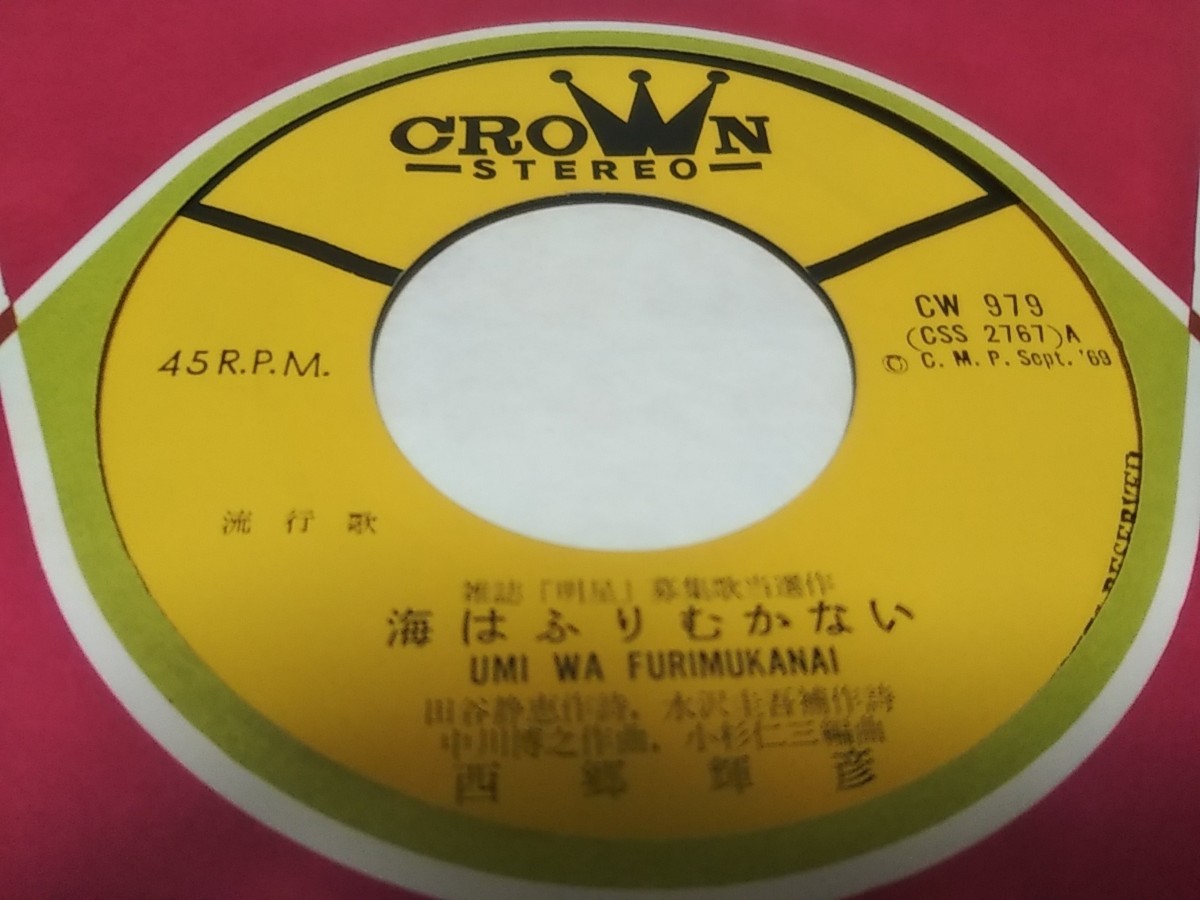 CROWN
STEREO
CW 979
(CSS 2767)A
© C. M. P. Sept. '69
45 R.P.M.
流行歌
雑誌「明星」募集歌当選作
海はふりむかない
UMI WA FURIMUKANAI
田谷静恵作詩, 水沢圭吾補作詩
中川博之作曲, 小杉仁三編曲
西郷輝彦
RESERVED